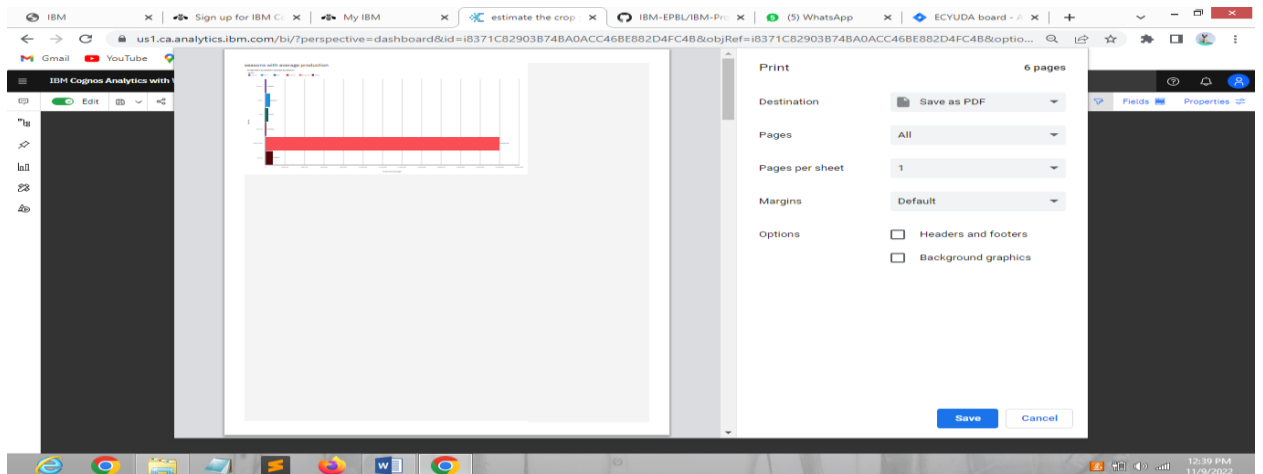 IBM
Sign up for IBM C
My IBM
estimate the crop
IBM-EPBL/IBM-Pro
(5) WhatsApp
ECYUDA board - A
us1.ca.analytics.ibm.com/bi/?perspective=dashboard&id=i8371C82903B74BA0ACC46BE882D4FC4B&objRef=i8371C82903B74BA0ACC46BE882D4FC4B&optio...
Gmail
YouTube
IBM Cognos Analytics with
Edit
Fields
Properties
seasons with average production
Print
6 pages
Destination
Save as PDF
Pages
All
Pages per sheet
1
Margins
Default
Options
Headers and footers
Background graphics
Save
Cancel
12:39 PM
11/9/2022